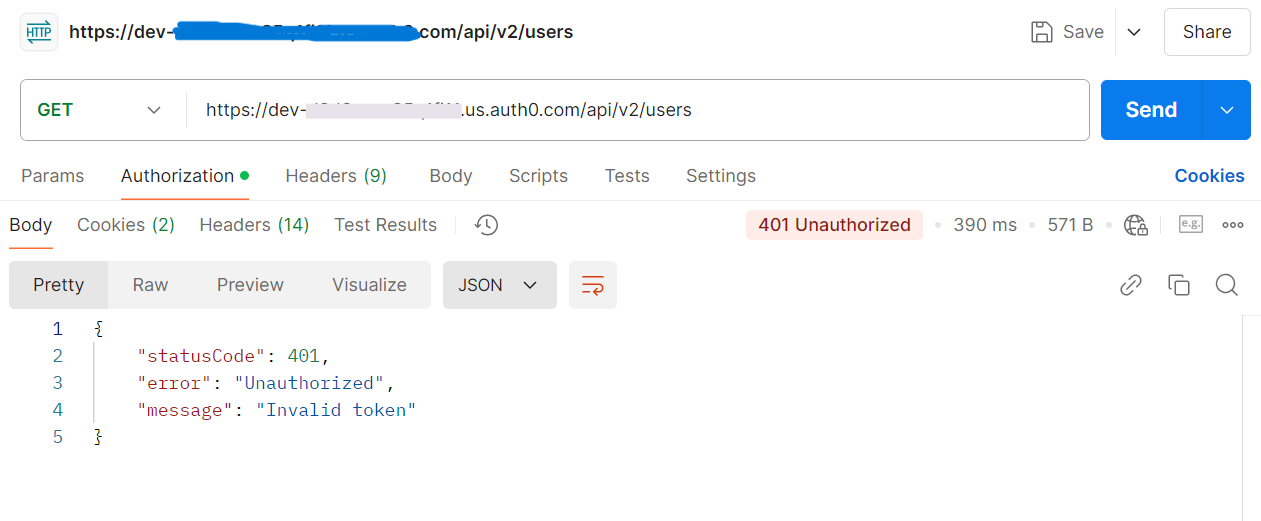 HTTP https://dev- .com/api/v2/users Save Share
GET https://dev- .us.auth0.com/api/v2/users Send
Params Authorization Headers (9) Body Scripts Tests Settings Cookies
Body Cookies (2) Headers (14) Test Results 401 Unauthorized 390 ms 571 B e.g.
Pretty Raw Preview Visualize JSON
1 {
2 "statusCode": 401,
3 "error": "Unauthorized",
4 "message": "Invalid token"
5 }